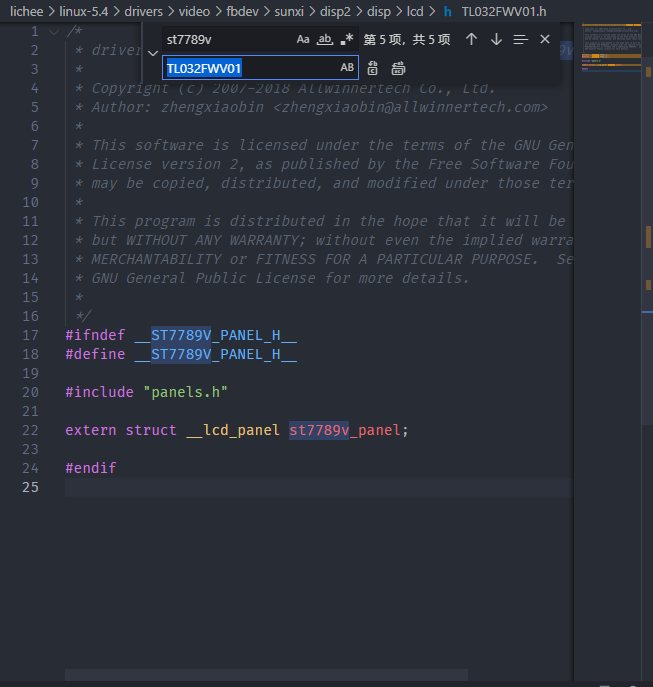 lichee > linux-5.4 > drivers > video > fbdev > sunxi > disp2 > disp > lcd > h TL032FWV01.h
st7789v Aa ab .* 第 5 项，共 5 项
TL032FWV01 AB
1 /*
2 * driver
3 *
4 * Copyright (c) 2007-2018 Allwinnertech Co., Ltd.
5 * Author: zhengxiaobin <zhengxiaobin@allwinnertech.com>
6 *
7 * This software is licensed under the terms of the GNU Gen
8 * License version 2, as published by the Free Software Fou
9 * may be copied, distributed, and modified under those ter
10 *
11 * This program is distributed in the hope that it will be
12 * but WITHOUT ANY WARRANTY; without even the implied warra
13 * MERCHANTABILITY or FITNESS FOR A PARTICULAR PURPOSE.  Se
14 * GNU General Public License for more details.
15 *
16 */
17 #ifndef __ST7789V_PANEL_H__
18 #define __ST7789V_PANEL_H__
19
20 #include "panels.h"
21
22 extern struct __lcd_panel st7789v_panel;
23
24 #endif
25